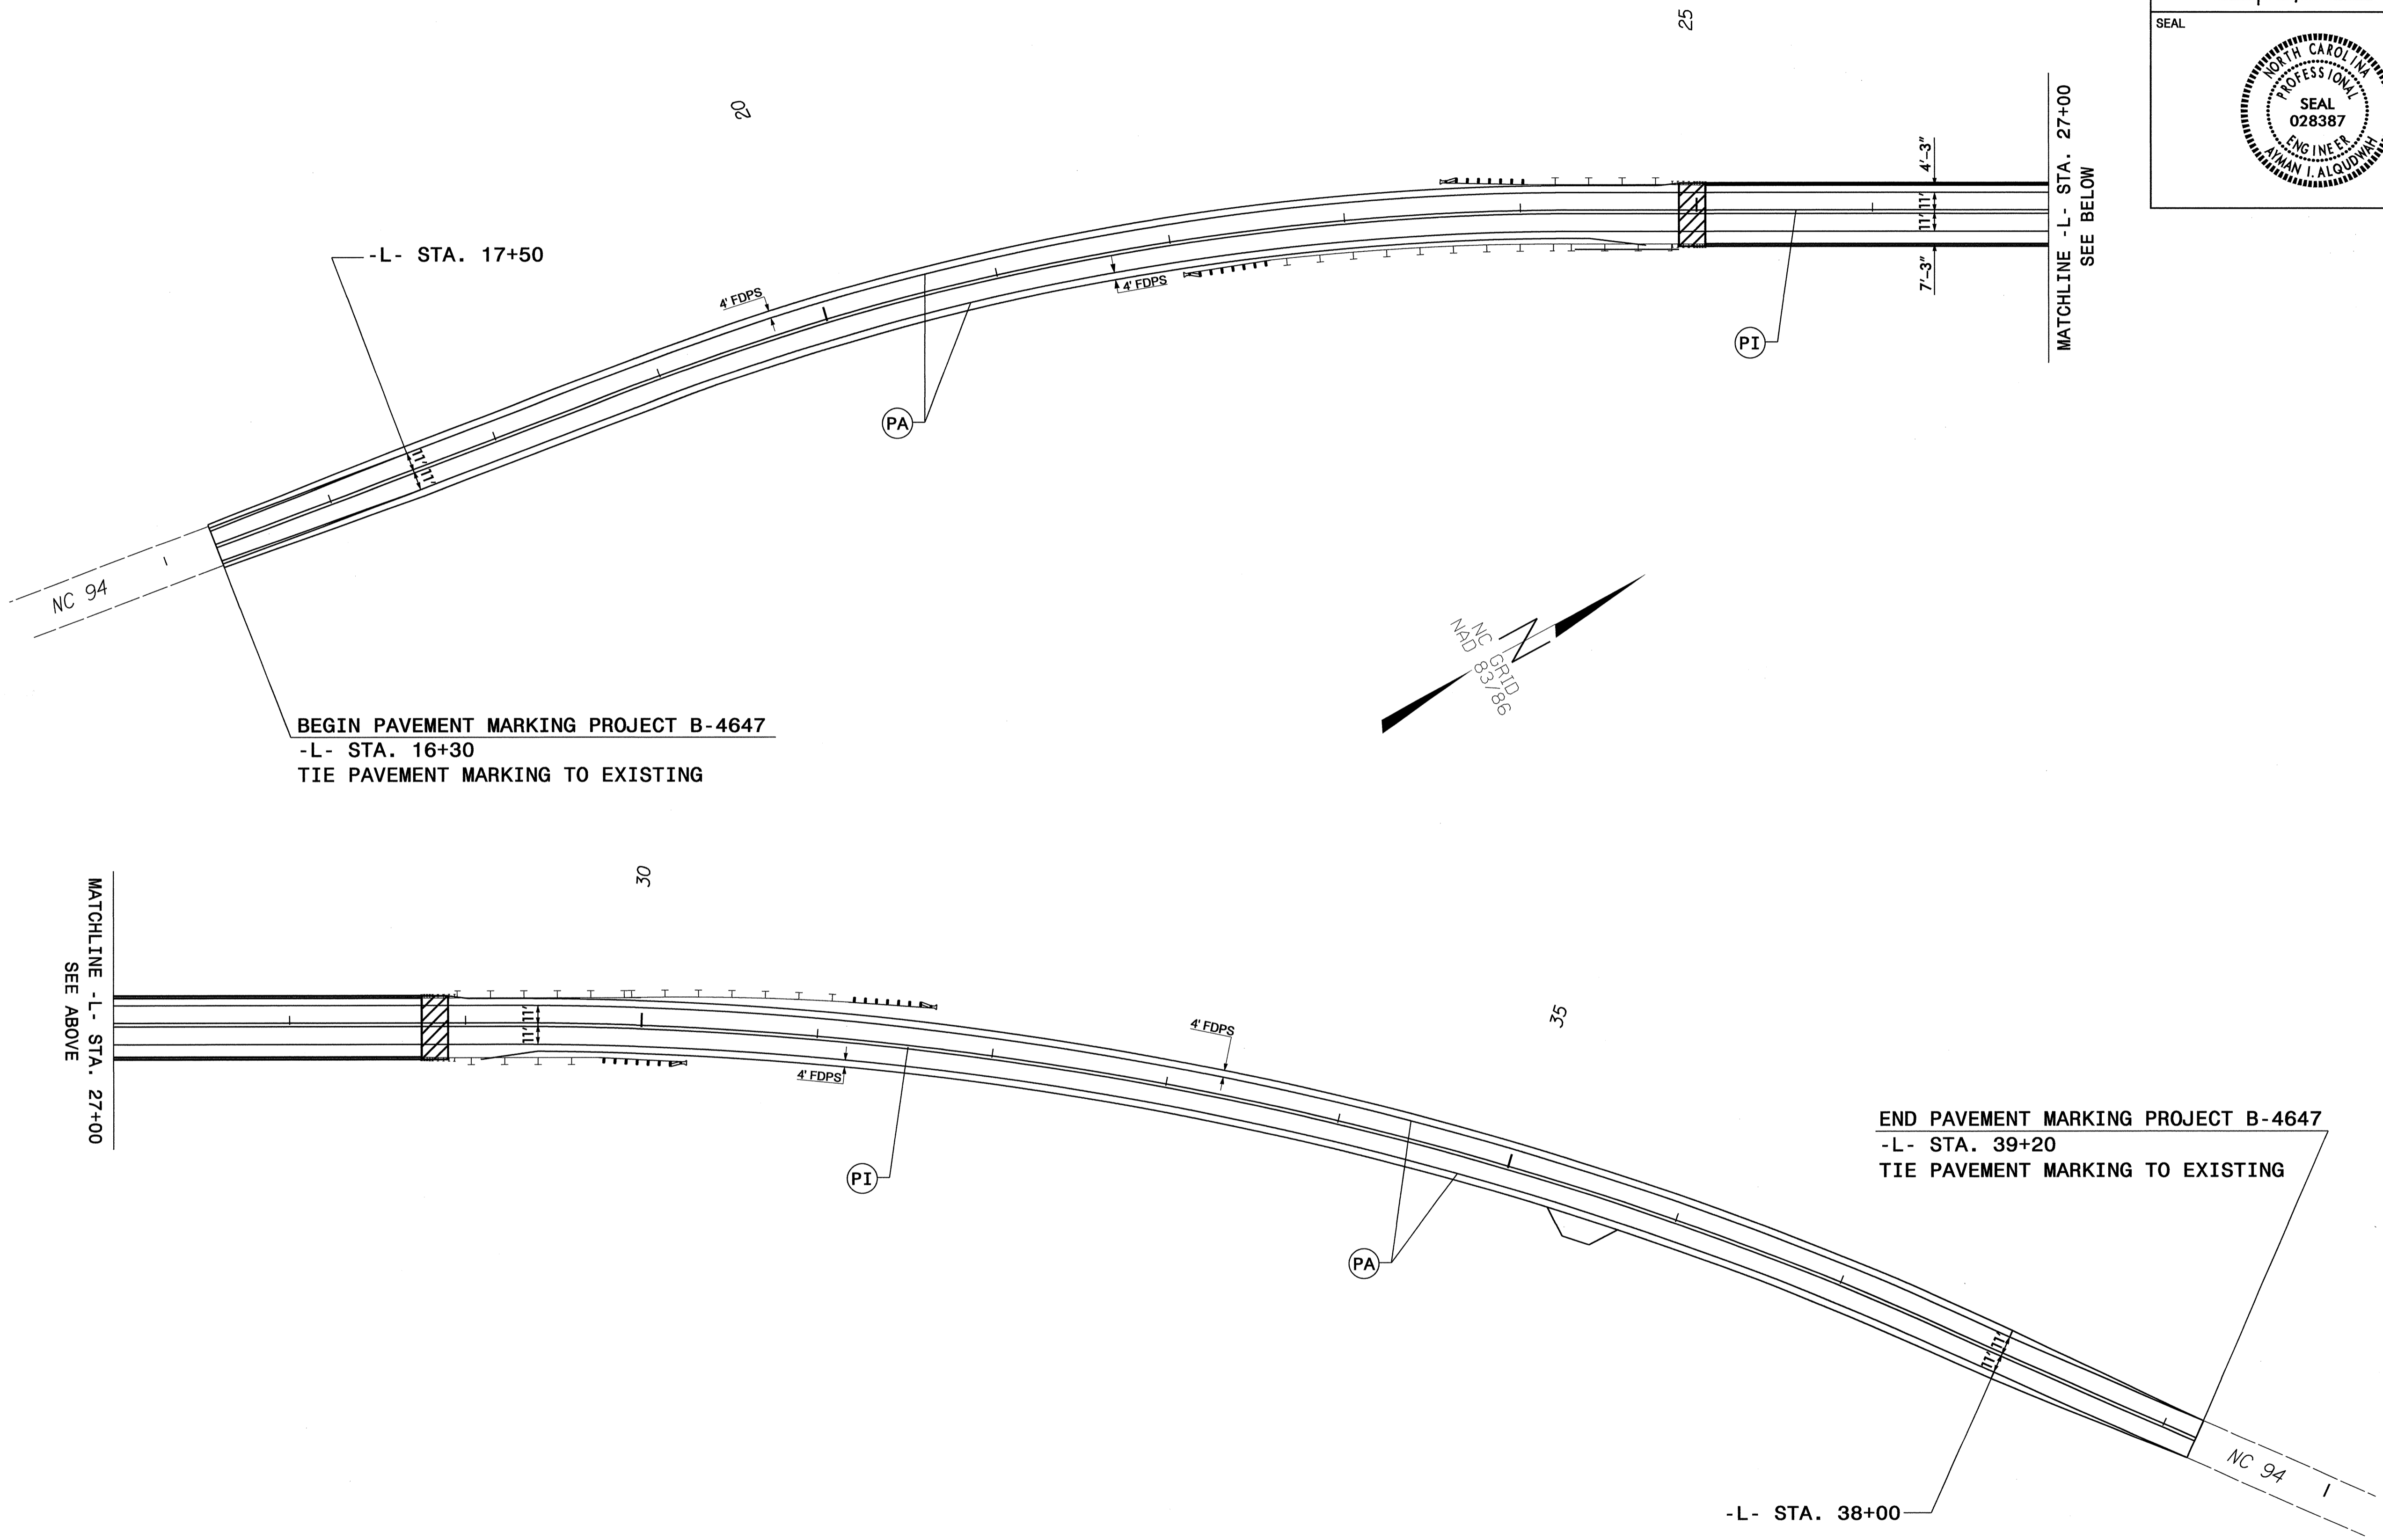 25
SEAL
NORTH CAROLINA
PROFESSIONAL
SEAL
028387
ENGINEER
AYMAN I. ALQUDWAH
20
4'-3"
MATCHLINE -L- STA. 27+00
SEE BELOW
11'
11'
7'-3"
-L- STA. 17+50
4' FDPS
4' FDPS
PI
PA
11'
11'
NC 94
NC GRID
NAD 83/86
BEGIN PAVEMENT MARKING PROJECT B-4647
-L- STA. 16+30
TIE PAVEMENT MARKING TO EXISTING
30
MATCHLINE -L- STA. 27+00
SEE ABOVE
11'
11'
4' FDPS
4' FDPS
35
PI
PA
END PAVEMENT MARKING PROJECT B-4647
-L- STA. 39+20
TIE PAVEMENT MARKING TO EXISTING
11'
11'
NC 94
-L- STA. 38+00